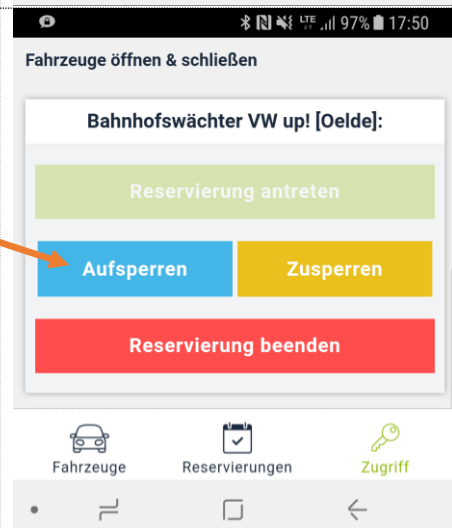 LTE 97% 17:50
Fahrzeuge öffnen & schließen
Bahnhofswächter VW up! [Oelde]:
Reservierung antreten
Aufsperren Zusperren
Reservierung beenden
Fahrzeuge Reservierungen Zugriff